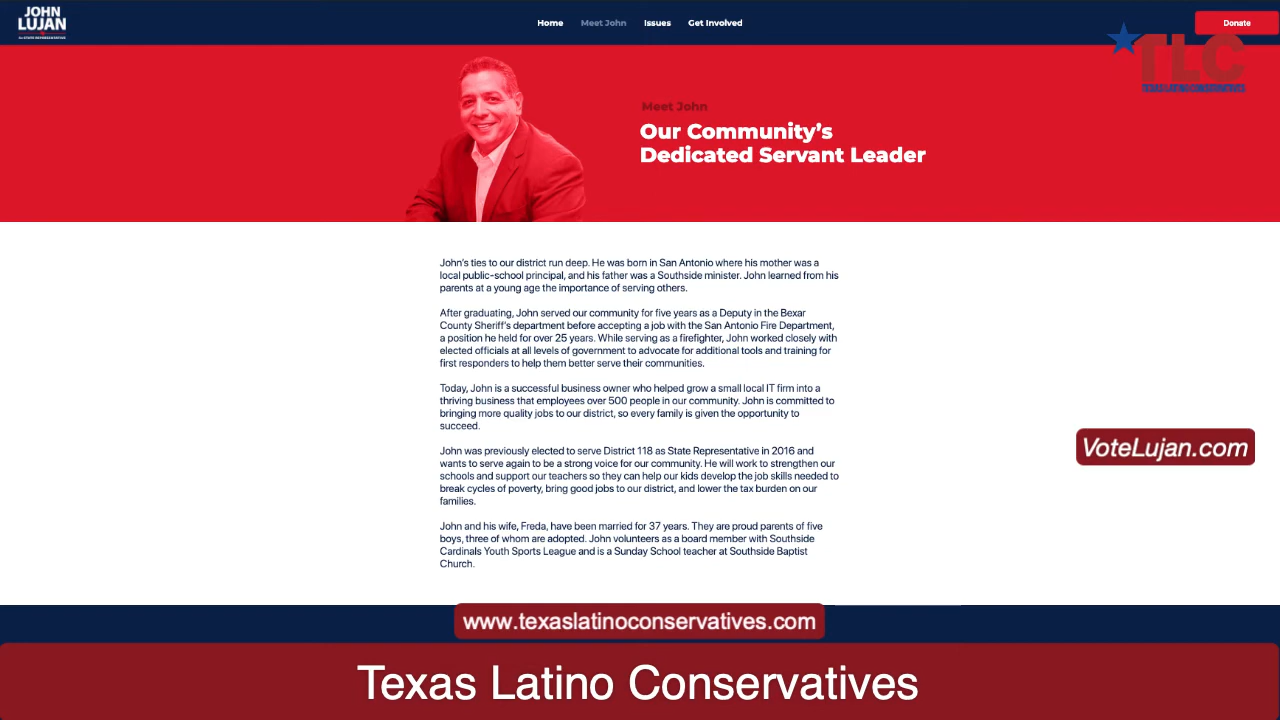 JOHN
LUJAN
Home Meet John Issues Get Involved
Donate
TLC
TEXAS LATINO CONSERVATIVES
Meet John
Our Community's
Dedicated Servant Leader
John's ties to our district run deep. He was born in San Antonio where his mother was a
local public-school principal, and his father was a Southside minister. John learned from his
parents at a young age the importance of serving others.
After graduating, John served our community for five years as a Deputy in the Bexar
County Sheriff's department before accepting a job with the San Antonio Fire Department,
a position he held for over 25 years. While serving as a firefighter, John worked closely with
elected officials at all levels of government to advocate for additional tools and training for
first responders to help them better serve their communities.
Today, John is a successful business owner who helped grow a small local IT firm into a
thriving business that employees over 500 people in our community. John is committed to
bringing more quality jobs to our district, so every family is given the opportunity to
succeed.
John was previously elected to serve District 118 as State Representative in 2016 and
wants to serve again to be a strong voice for our community. He will work to strengthen our
schools and support our teachers so they can help our kids develop the job skills needed to
break cycles of poverty, bring good jobs to our district, and lower the tax burden on our
families.
John and his wife, Freda, have been married for 37 years. They are proud parents of five
boys, three of whom are adopted. John volunteers as a board member with Southside
Cardinals Youth Sports League and is a Sunday School teacher at Southside Baptist
Church.
VoteLujan.com
www.texaslatinoconservatives.com
Texas Latino Conservatives